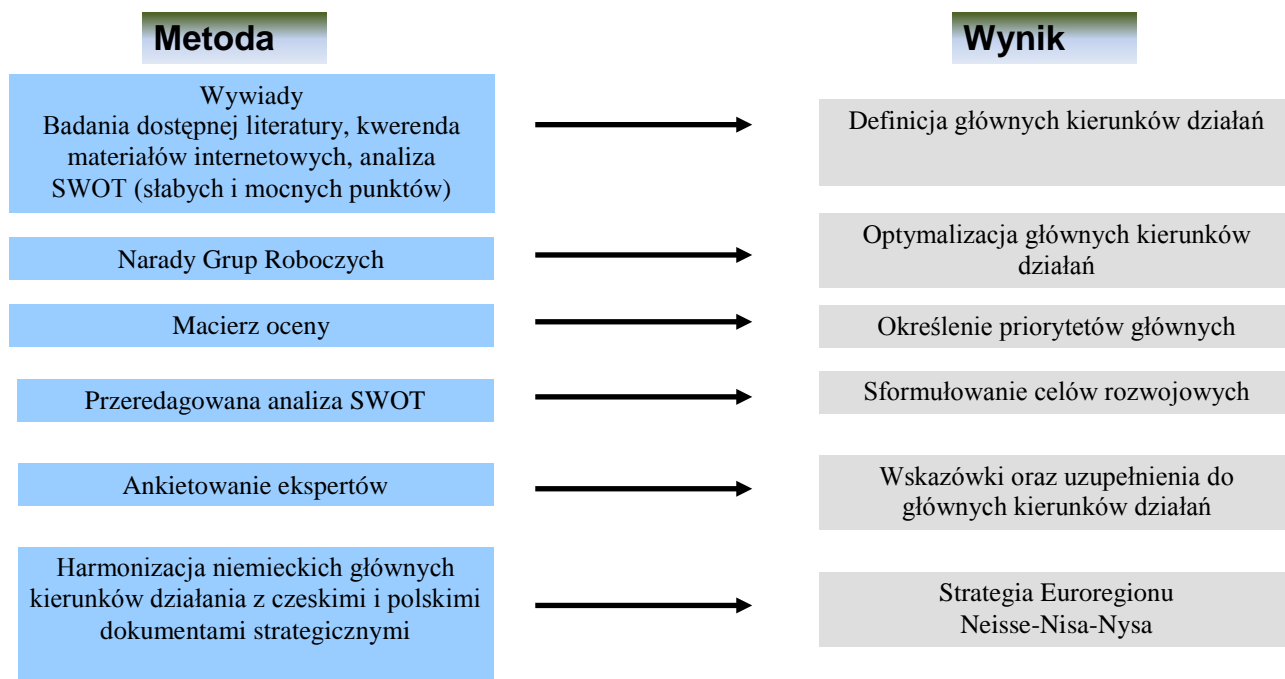 Metoda
Wynik
Wywiady
Badania dostępnej literatury, kwerenda
materiałów internetowych, analiza
SWOT (słabych i mocnych punktów)
Definicja głównych kierunków działań
Narady Grup Roboczych
Optymalizacja głównych kierunków
działań
Macierz oceny
Określenie priorytetów głównych
Przeredagowana analiza SWOT
Sformułowanie celów rozwojowych
Ankietowanie ekspertów
Wskazówki oraz uzupełnienia do
głównych kierunków działań
Harmonizacja niemieckich głównych
kierunków działania z czeskimi i polskimi
dokumentami strategicznymi
Strategia Euroregionu
Neisse-Nisa-Nysa